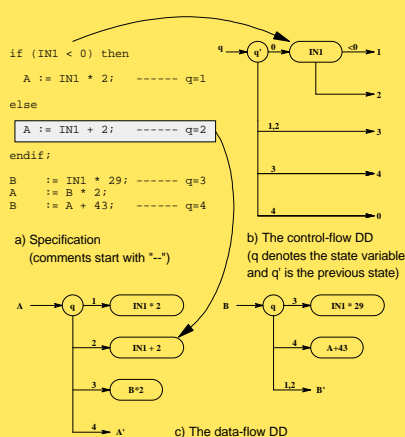 if (IN1 < 0) then
A := IN1 * 2; ------ q=1
else
A := IN1 + 2; ------ q=2
endif;
B := IN1 * 29; ------ q=3
A := B * 2;
B := A + 43; ------ q=4
a) Specification
(comments start with "--")
q q' 0 IN1 <0 1
2
1,2 3
3 4
4 0
b) The control-flow DD
(q denotes the state variable
and q' is the previous state)
A q 1 IN1 * 2
2 IN1 + 2
3 B*2
4 A'
B q 3 IN1 * 29
4 A+43
1,2 B'
c) The data-flow DD